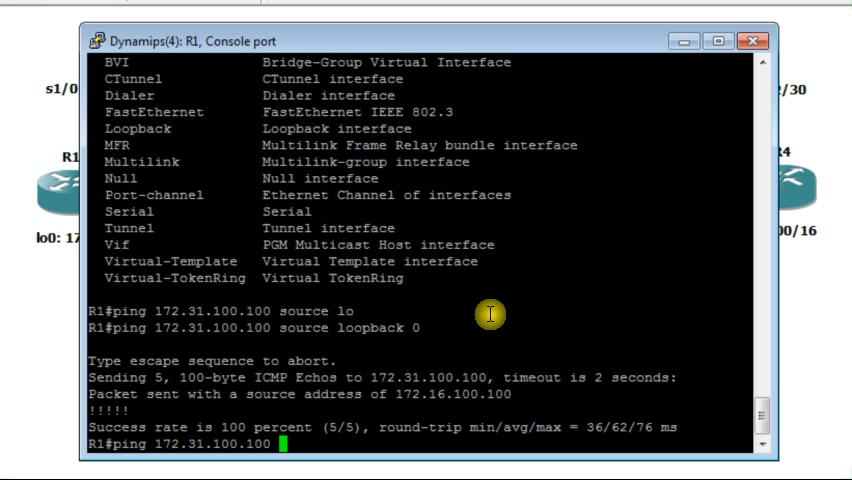 Dynamips(4): R1, Console port
s1/0
/30
R1
R4
lo0: 17
00/16
BVI Bridge-Group Virtual Interface
CTunnel CTunnel interface
Dialer Dialer interface
FastEthernet FastEthernet IEEE 802.3
Loopback Loopback interface
MFR Multilink Frame Relay bundle interface
Multilink Multilink-group interface
Null Null interface
Port-channel Ethernet Channel of interfaces
Serial Serial
Tunnel Tunnel interface
Vif PGM Multicast Host interface
Virtual-Template Virtual Template interface
Virtual-TokenRing Virtual TokenRing
R1#ping 172.31.100.100 source lo
R1#ping 172.31.100.100 source loopback 0
Type escape sequence to abort.
Sending 5, 100-byte ICMP Echos to 172.31.100.100, timeout is 2 seconds:
Packet sent with a source address of 172.16.100.100
!!!!!
Success rate is 100 percent (5/5), round-trip min/avg/max = 36/62/76 ms
R1#ping 172.31.100.100